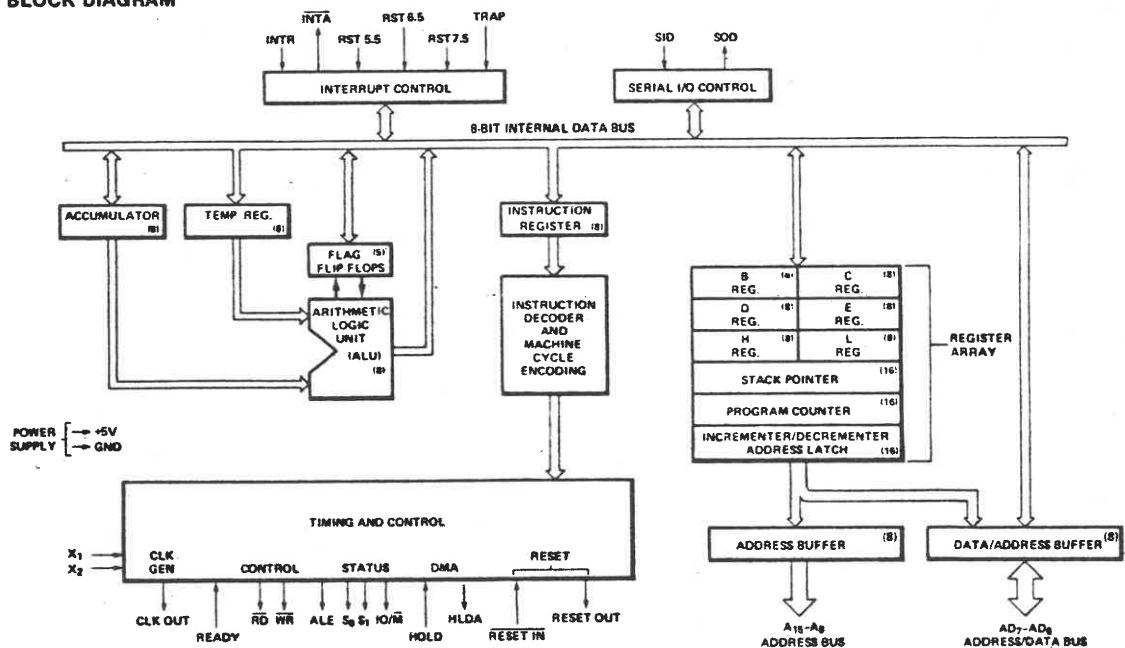 BLOCK DIAGRAM
INTR
INTA
RST 5.5
RST 6.5
RST 7.5
TRAP
SID
SOD
INTERRUPT CONTROL
SERIAL I/O CONTROL
8-BIT INTERNAL DATA BUS
ACCUMULATOR
(8)
TEMP REG.
(8)
INSTRUCTION
REGISTER (8)
FLAG (5)
FLIP FLOPS
ARITHMETIC
LOGIC
UNIT
(ALU)
(8)
INSTRUCTION
DECODER
AND
MACHINE
CYCLE
ENCODING
B
REG.
C (8)
REG.
D (8)
REG.
E (8)
REG.
H (8)
REG.
L (8)
REG
STACK POINTER (16)
PROGRAM COUNTER (16)
INCREMENTER/DECREMENTER
ADDRESS LATCH (16)
REGISTER
ARRAY
POWER
SUPPLY
+5V
GND
TIMING AND CONTROL
X1
X2
CLK
GEN
CONTROL
STATUS
DMA
RESET
CLK OUT
READY
RD
WR
ALE
S0
S1
IO/M
HOLD
HLDA
RESET IN
RESET OUT
ADDRESS BUFFER (8)
DATA/ADDRESS BUFFER (8)
A15-A8
ADDRESS BUS
ADDRESS/DATA BUS